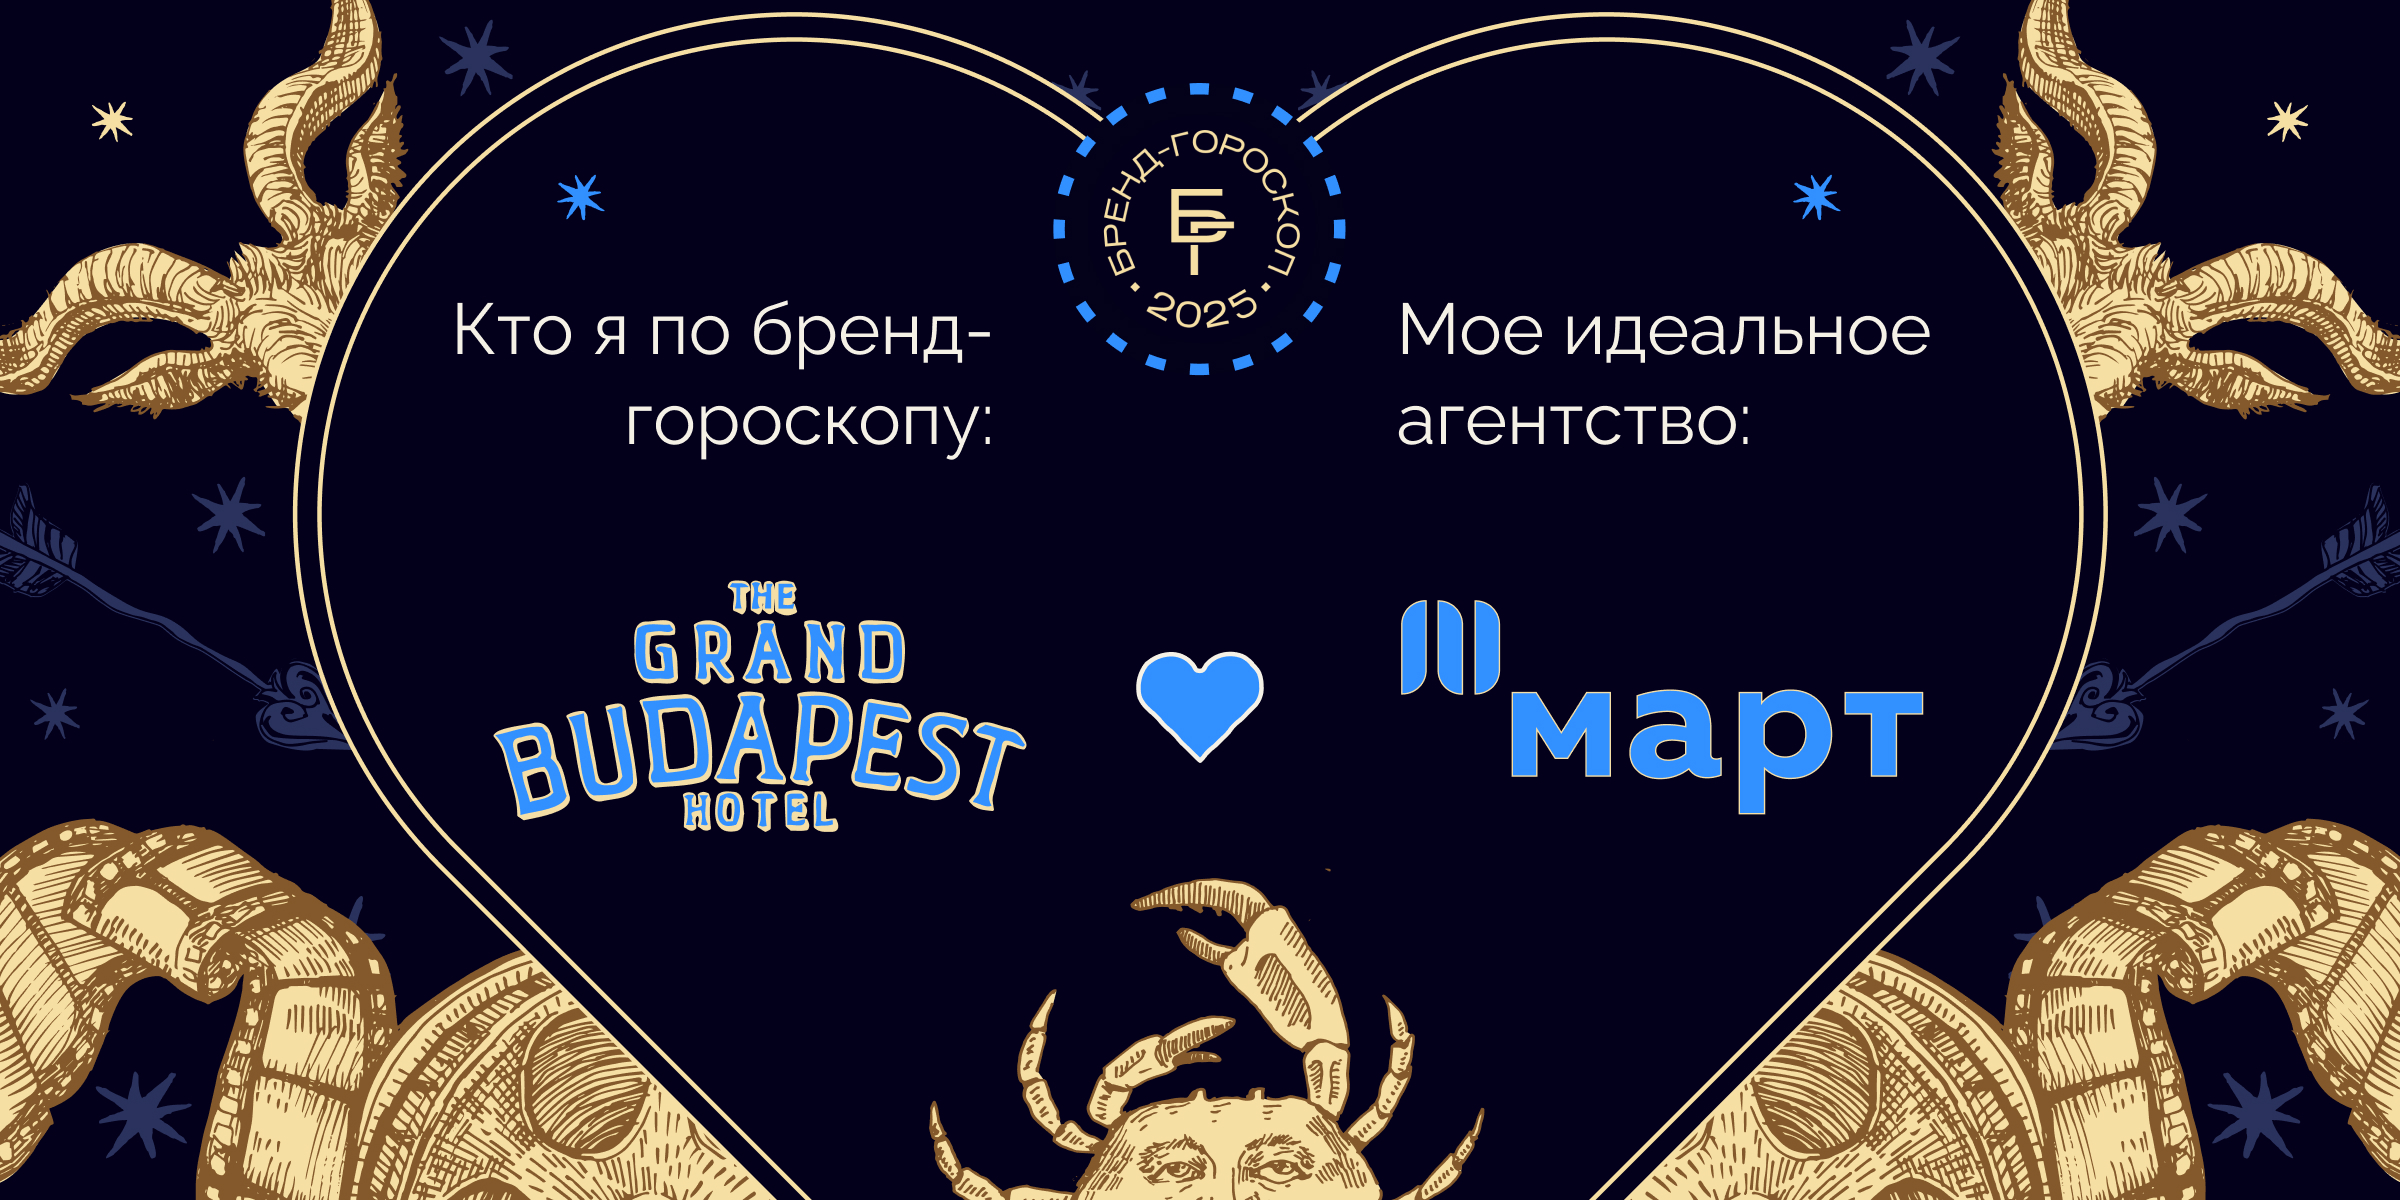 БРЕНД-ГОРОСКОП
БГ
• 2025 •
Кто я по бренд-
гороскопу:
Мое идеальное
агентство:
THE
GRAND
BUDAPEST
HOTEL
март